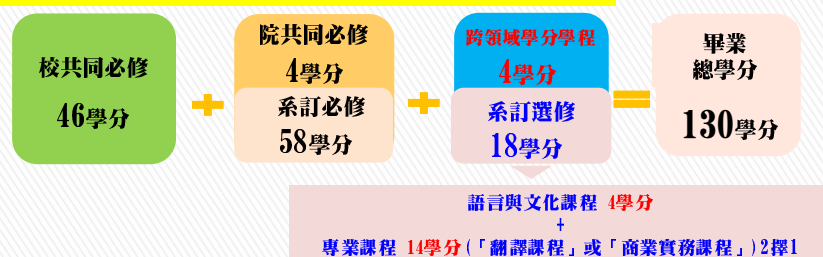 校共同必修
46學分
+
院共同必修
4學分
系訂必修
58學分
+
跨領域學分學程
4學分
系訂選修
18學分
=
畢業
總學分
130學分
語言與文化課程 4學分
+
專業課程 14學分(「翻譯課程」或「商業實務課程」)2擇1